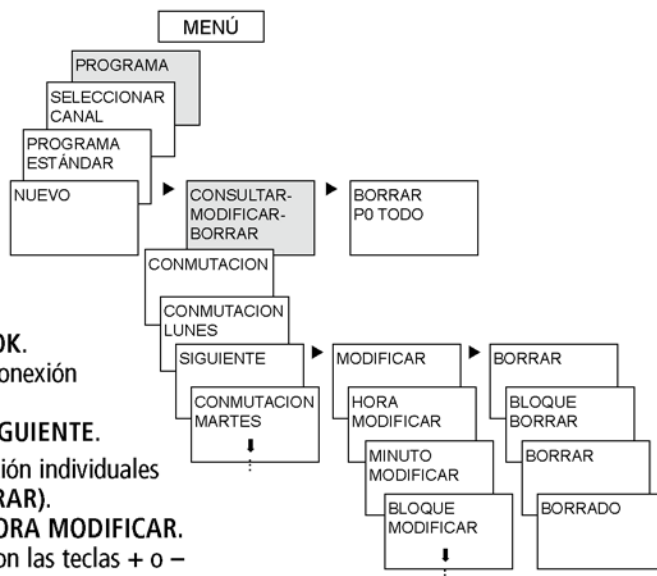 MENÚ
PROGRAMA
SELECCIONAR
CANAL
PROGRAMA
ESTÁNDAR
NUEVO
CONSULTAR-
MODIFICAR-
BORRAR
BORRAR
P0 TODO
CONMUTACION
CONMUTACION
LUNES
SIGUIENTE
CONMUTACION
MARTES
MODIFICAR
HORA
MODIFICAR
MINUTO
MODIFICAR
BLOQUE
MODIFICAR
BORRAR
BLOQUE
BORRAR
BORRAR
BORRADO
OK.
onexión
GUIENTE.
ión individuales
RAR).
HORA MODIFICAR.
on las teclas + o –